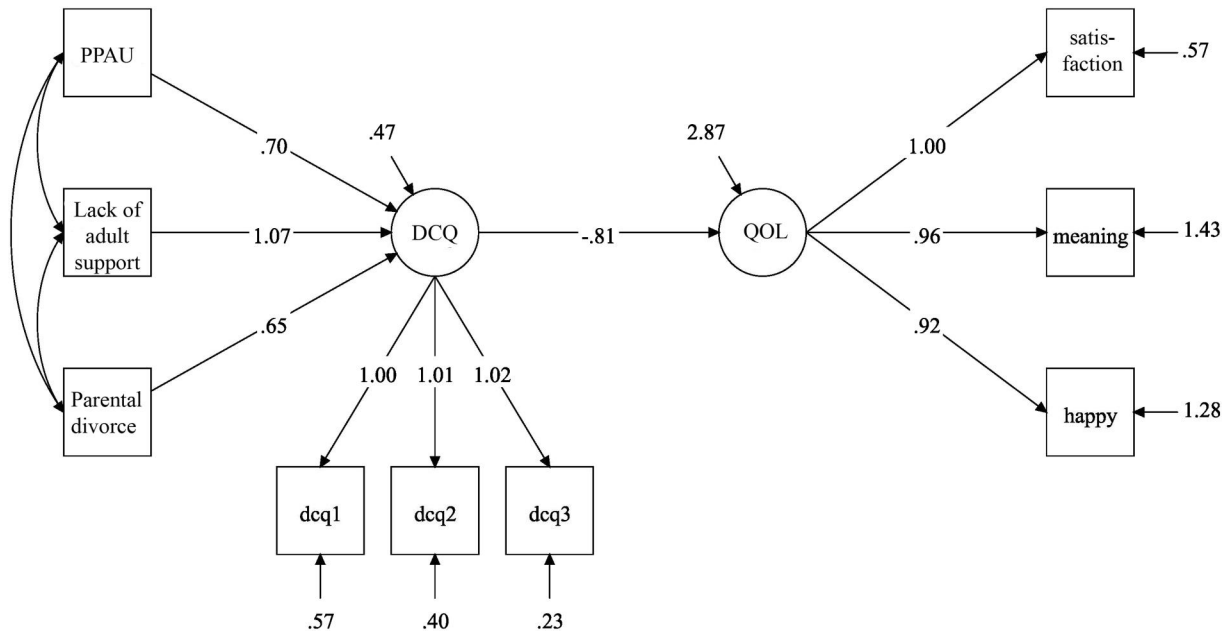 PPAU
satis-
faction
.57
.47
2.87
.70
1.00
Lack of
adult
support
1.07
DCQ
-.81
QOL
.96
meaning
1.43
.65
.92
1.00
1.01
1.02
Parental
divorce
happy
1.28
dcq1
dcq2
dcq3
.57
.40
.23